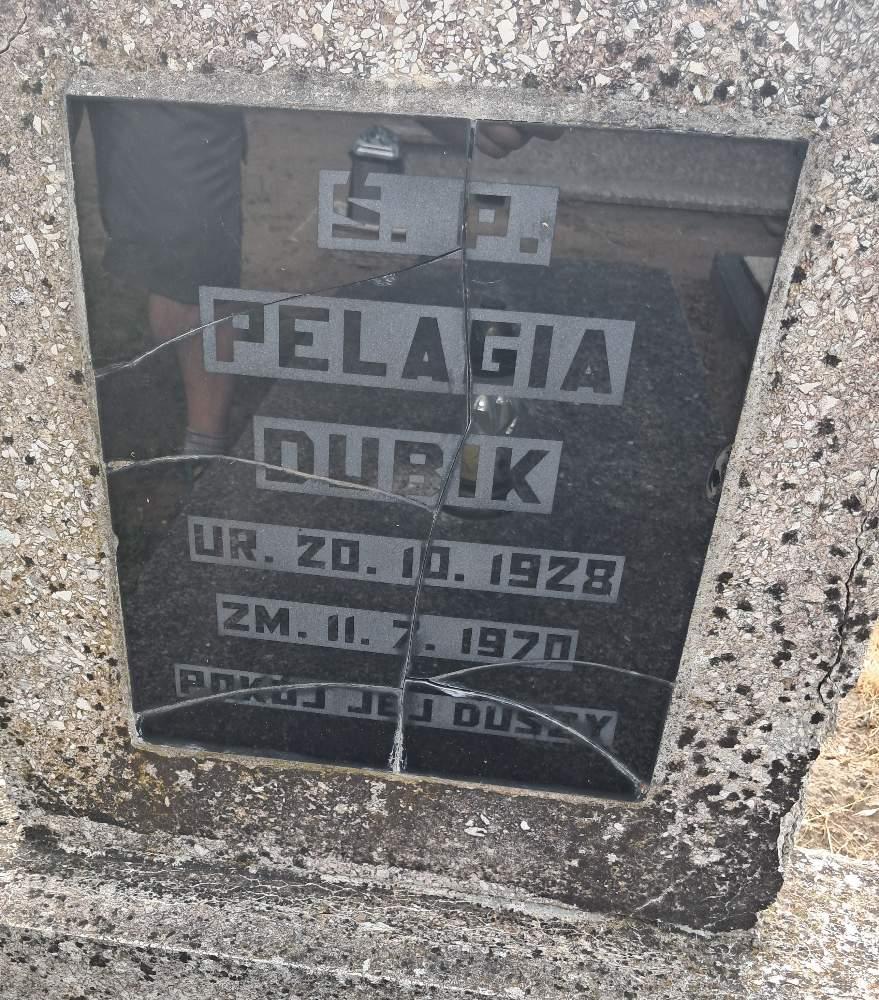 Ś. P.
PELAGIA
DUBIK
UR. 20. 10. 1928
ZM. 11. 7. 1970
POKÓJ JEJ DUSZY